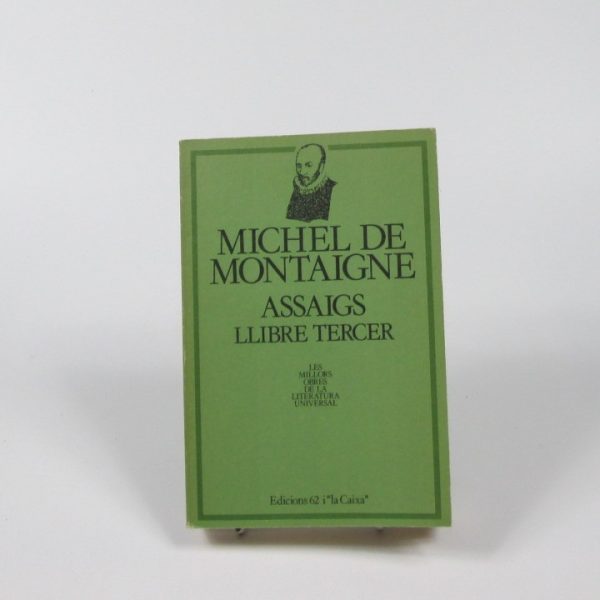 MICHEL DE
MONTAIGNE
ASSAIGS
LLIBRE TERCER
LES
MILLORS
OBRES
DE LA
LITERATURA
UNIVERSAL
Edicions 62 i "la Caixa"